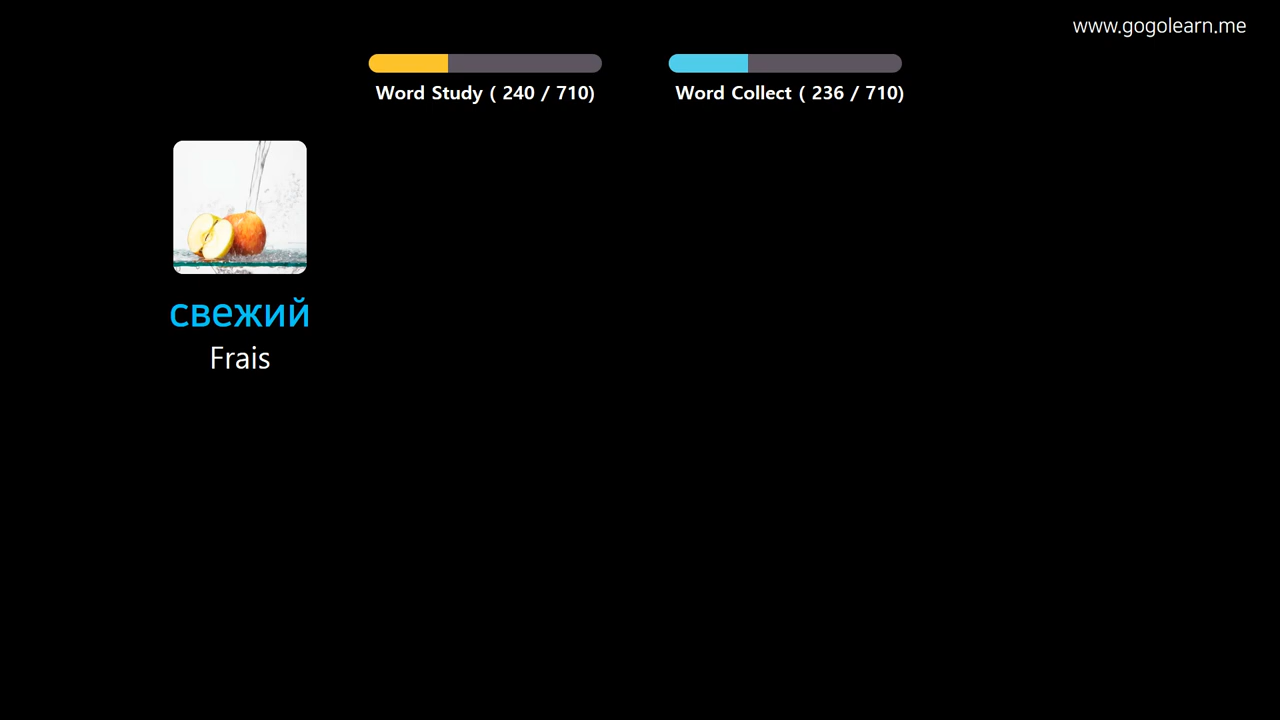 www.gogolearn.me
Word Study ( 240 / 710)
Word Collect ( 236 / 710)
свежий
Frais